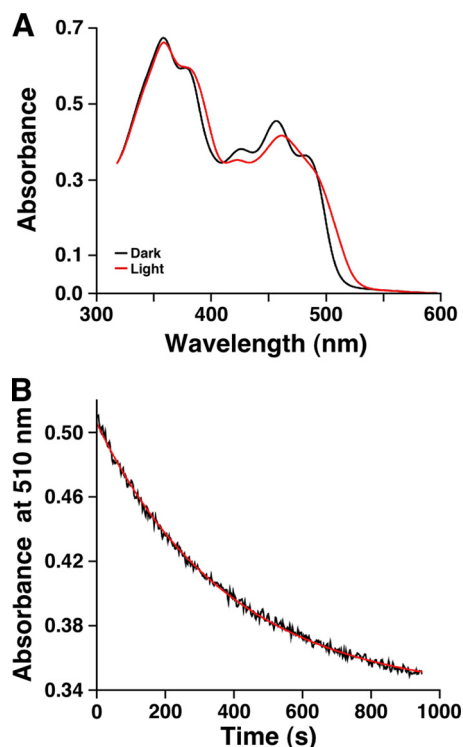 A
0.7
0.5
0.3
0.1
0.0
Absorbance
Dark
Light
300 400 500 600
Wavelength (nm)
B
0.50
0.46
0.42
0.38
0.34
Absorbance at 510 nm
0 200 400 600 800 1000
Time (s)